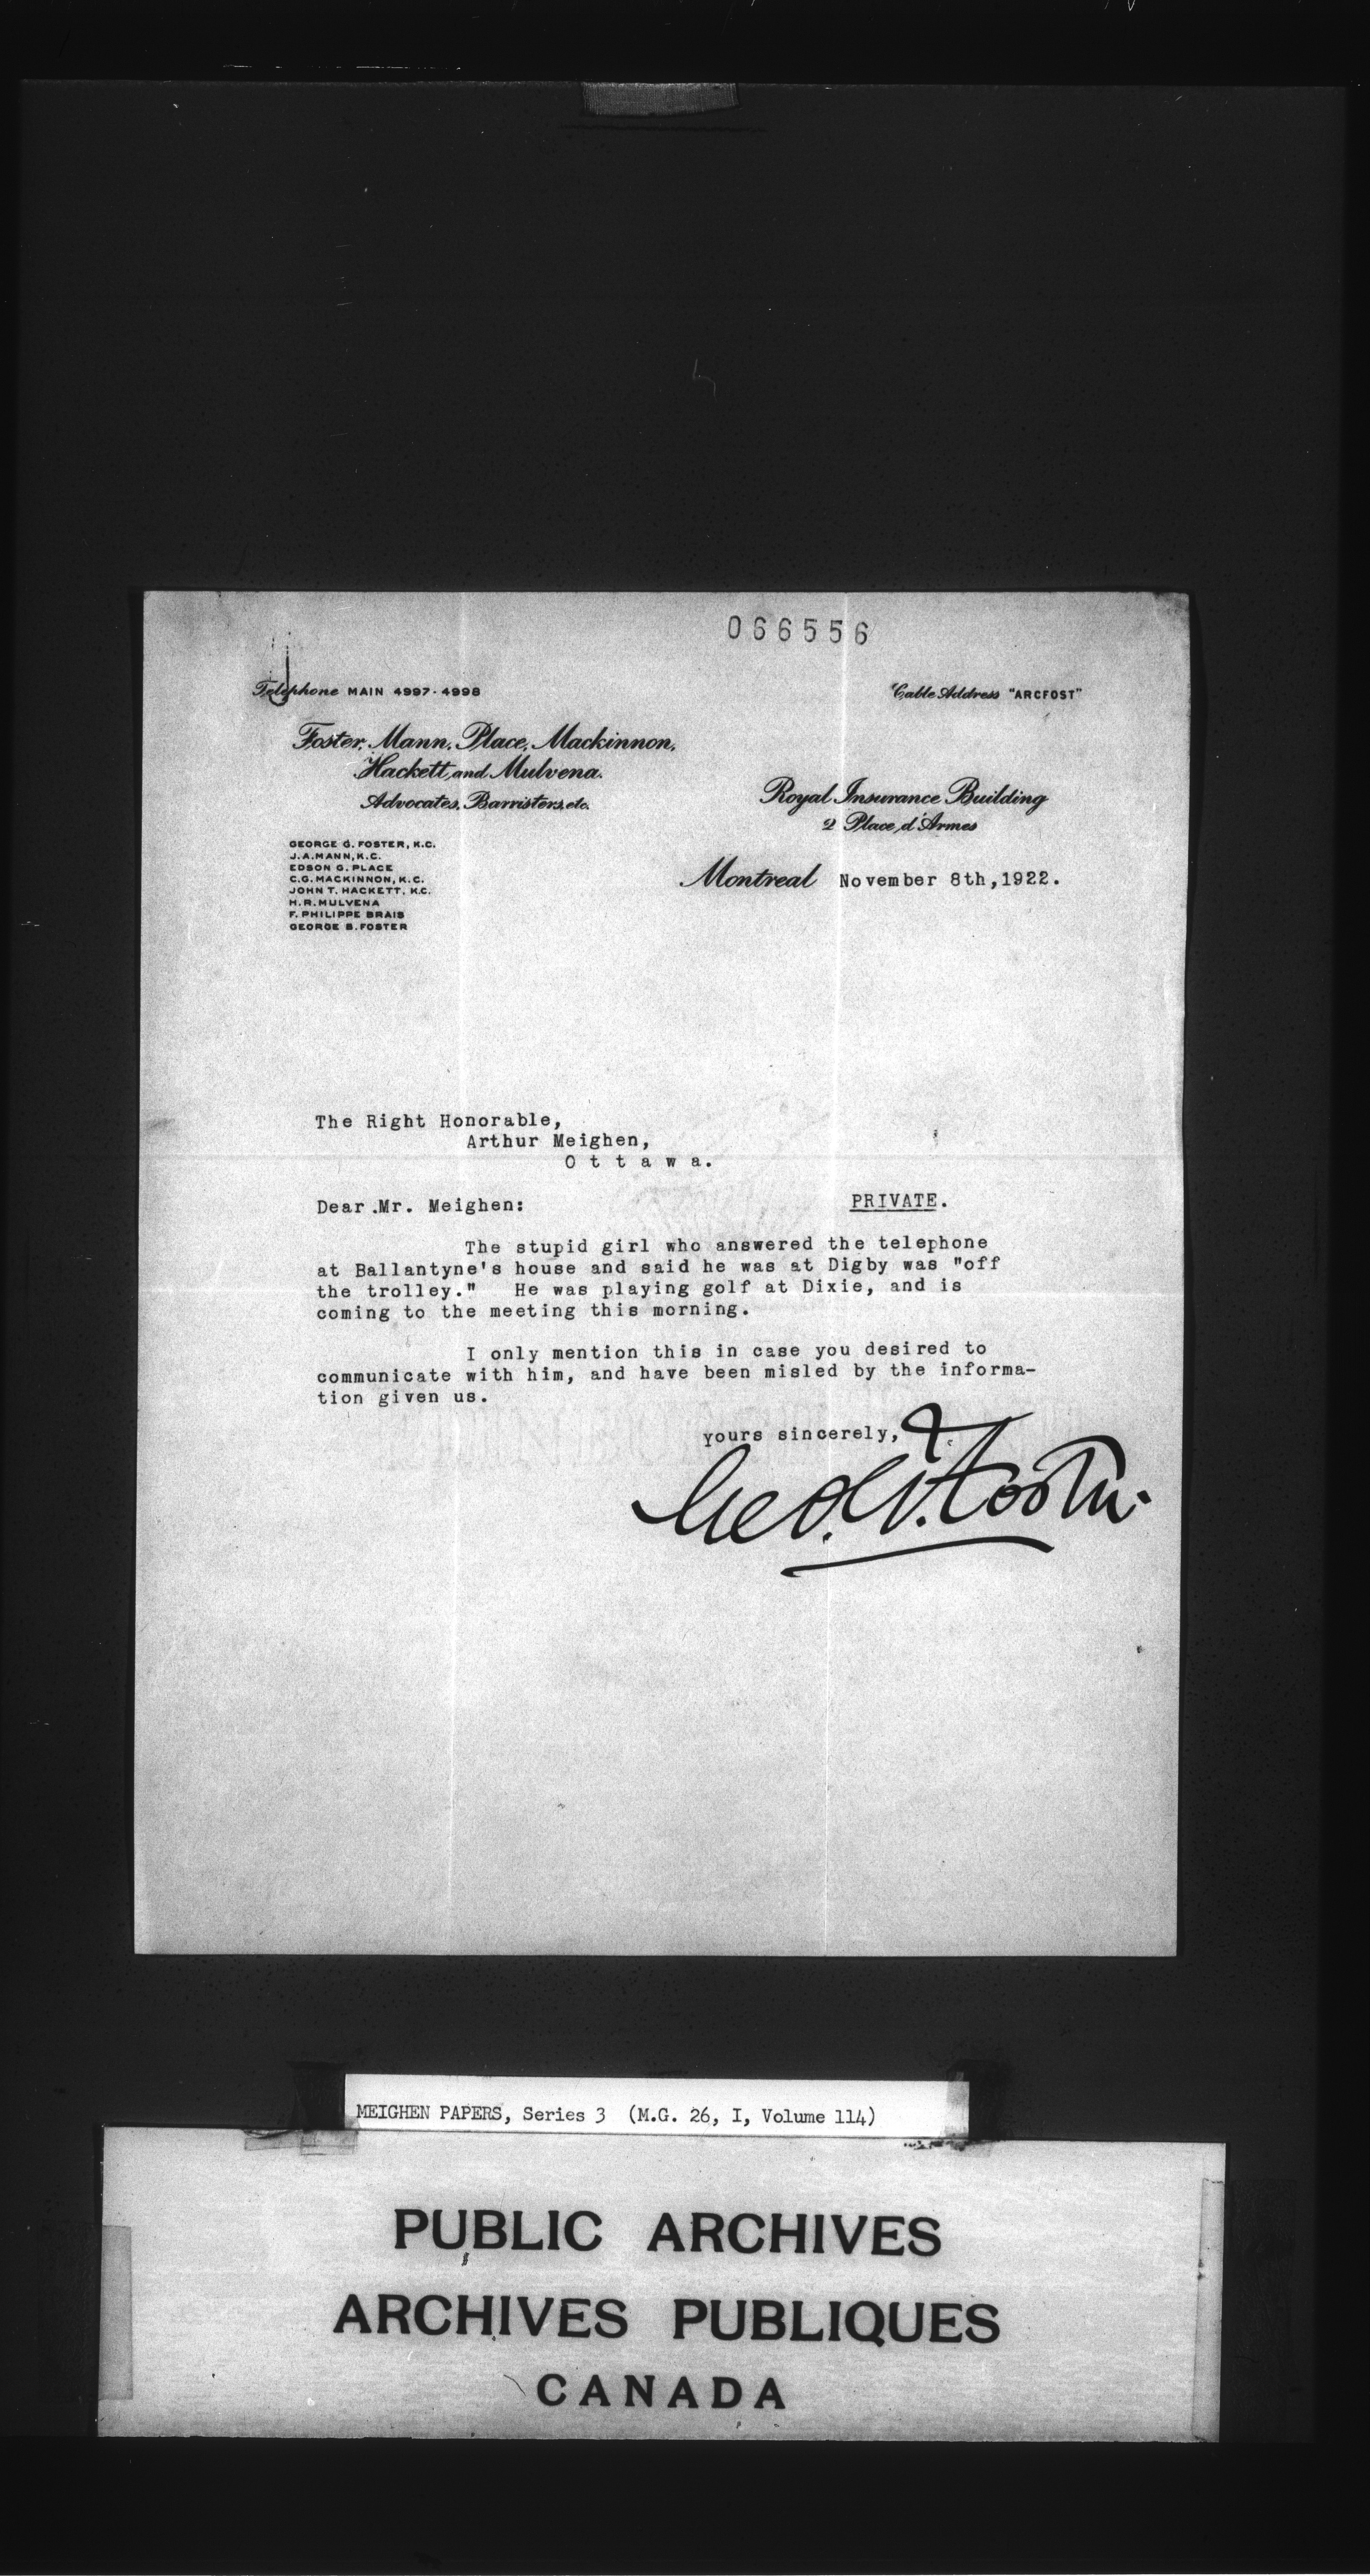 066556
Telephone MAIN 4997-4998
Cable Address "ARCFOST"
Foster, Mann, Place, Mackinnon,
Hackett, and Mulvena.
Advocates, Barristers, etc.
Royal Insurance Building
2 Place d'Armes
GEORGE G. FOSTER, K.C.
J.A. MANN, K.C.
EDSON G. PLACE
C.G. MACKINNON, K.C.
JOHN T. HACKETT, K.C.
H.R. MULVENA
F. PHILIPPE BRAIS
GEORGE B. FOSTER
Montreal November 8th, 1922.
The Right Honorable,
Arthur Meighen,
O t t a w a.
Dear .Mr. Meighen: PRIVATE.
The stupid girl who answered the telephone
at Ballantyne's house and said he was at Digby was "off
the trolley." He was playing golf at Dixie, and is
coming to the meeting this morning.
I only mention this in case you desired to
communicate with him, and have been misled by the informa-
tion given us.
yours sincerely,
Geo. G. Foster.
MEIGHEN PAPERS, Series 3 (M.G. 26, I, Volume 114)
PUBLIC ARCHIVES
ARCHIVES PUBLIQUES
CANADA